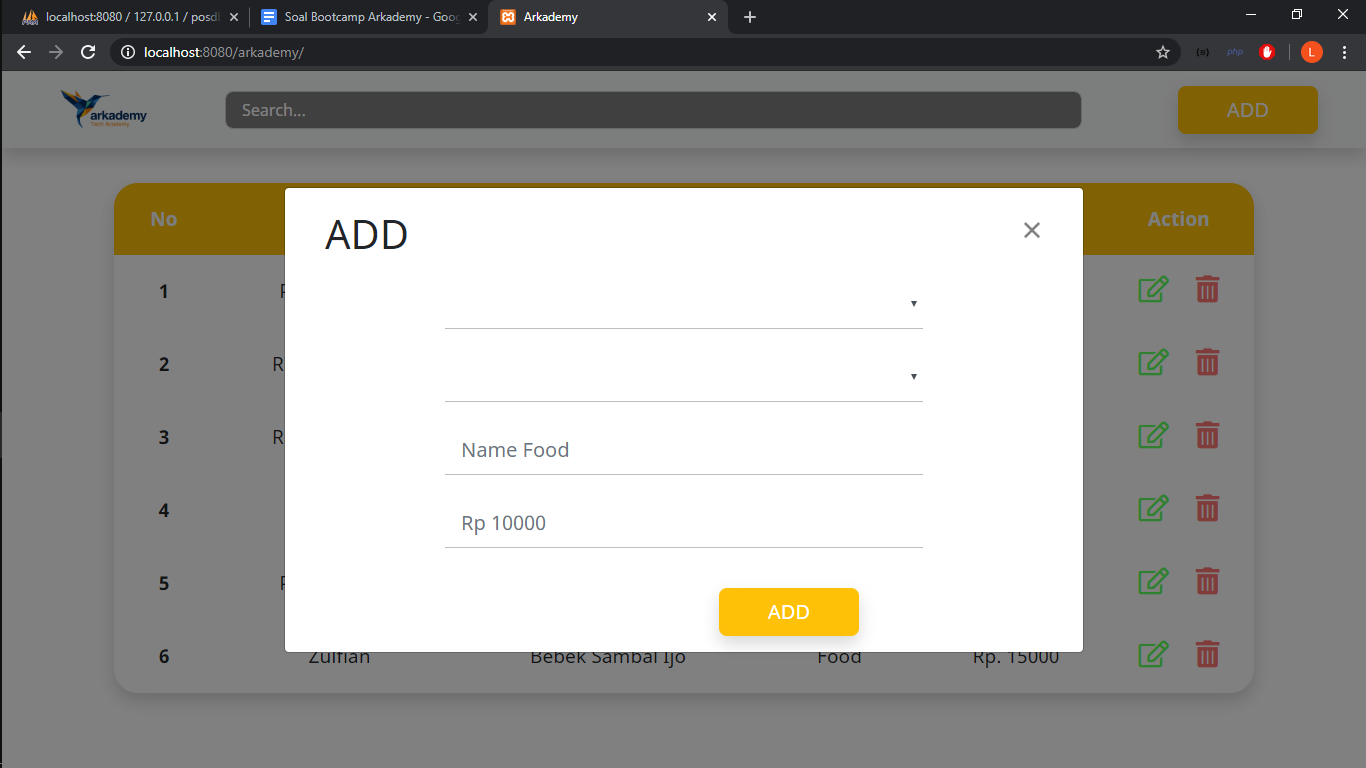 localhost:8080 / 127.0.0.1 / posdl
Soal Bootcamp Arkademy - Goog
Arkademy
localhost:8080/arkademy/
php
L
arkademy
Tech Academy
Search...
ADD
No
Action
ADD
1
2 R
3 R
4
5
Name Food
Rp 10000
ADD
6 Zulfian Bebek Sambal Ijo Food Rp. 15000